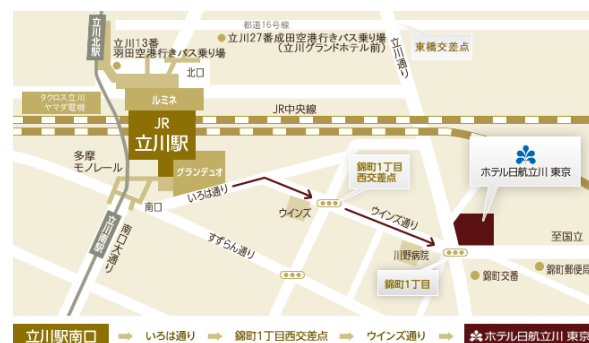 都道16号線
立川北駅
立川13番
羽田空港行きバス乗り場
立川27番成田空港行きバス乗り場
(立川グランドホテル前)
立川通り
東橋交差点
北口
タクロス立川
ヤマダ電機
ルミネ
JR中央線
JR
立川駅
多摩
モノレール
グランデュオ
錦町1丁目
西交差点
ホテル日航立川 東京
南口
いろは通り
ウインズ
ウインズ通り
立川南駅
南口大通り
すずらん通り
川野病院
至国立
錦町1丁目
錦町交番
錦町郵便局
立川駅南口
いろは通り
錦町1丁目西交差点
ウインズ通り
ホテル日航立川 東京